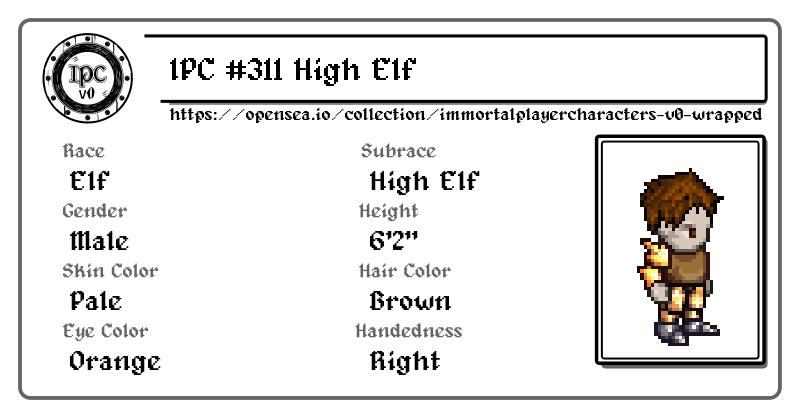 IPC
v0
IPC #311 High Elf
https://opensea.io/collection/immortalplayercharacters-v0-wrapped
Race
Subrace
Elf
High Elf
Gender
Height
Male
6'2"
Skin Color
Hair Color
Pale
Brown
Eye Color
Handedness
Orange
Right